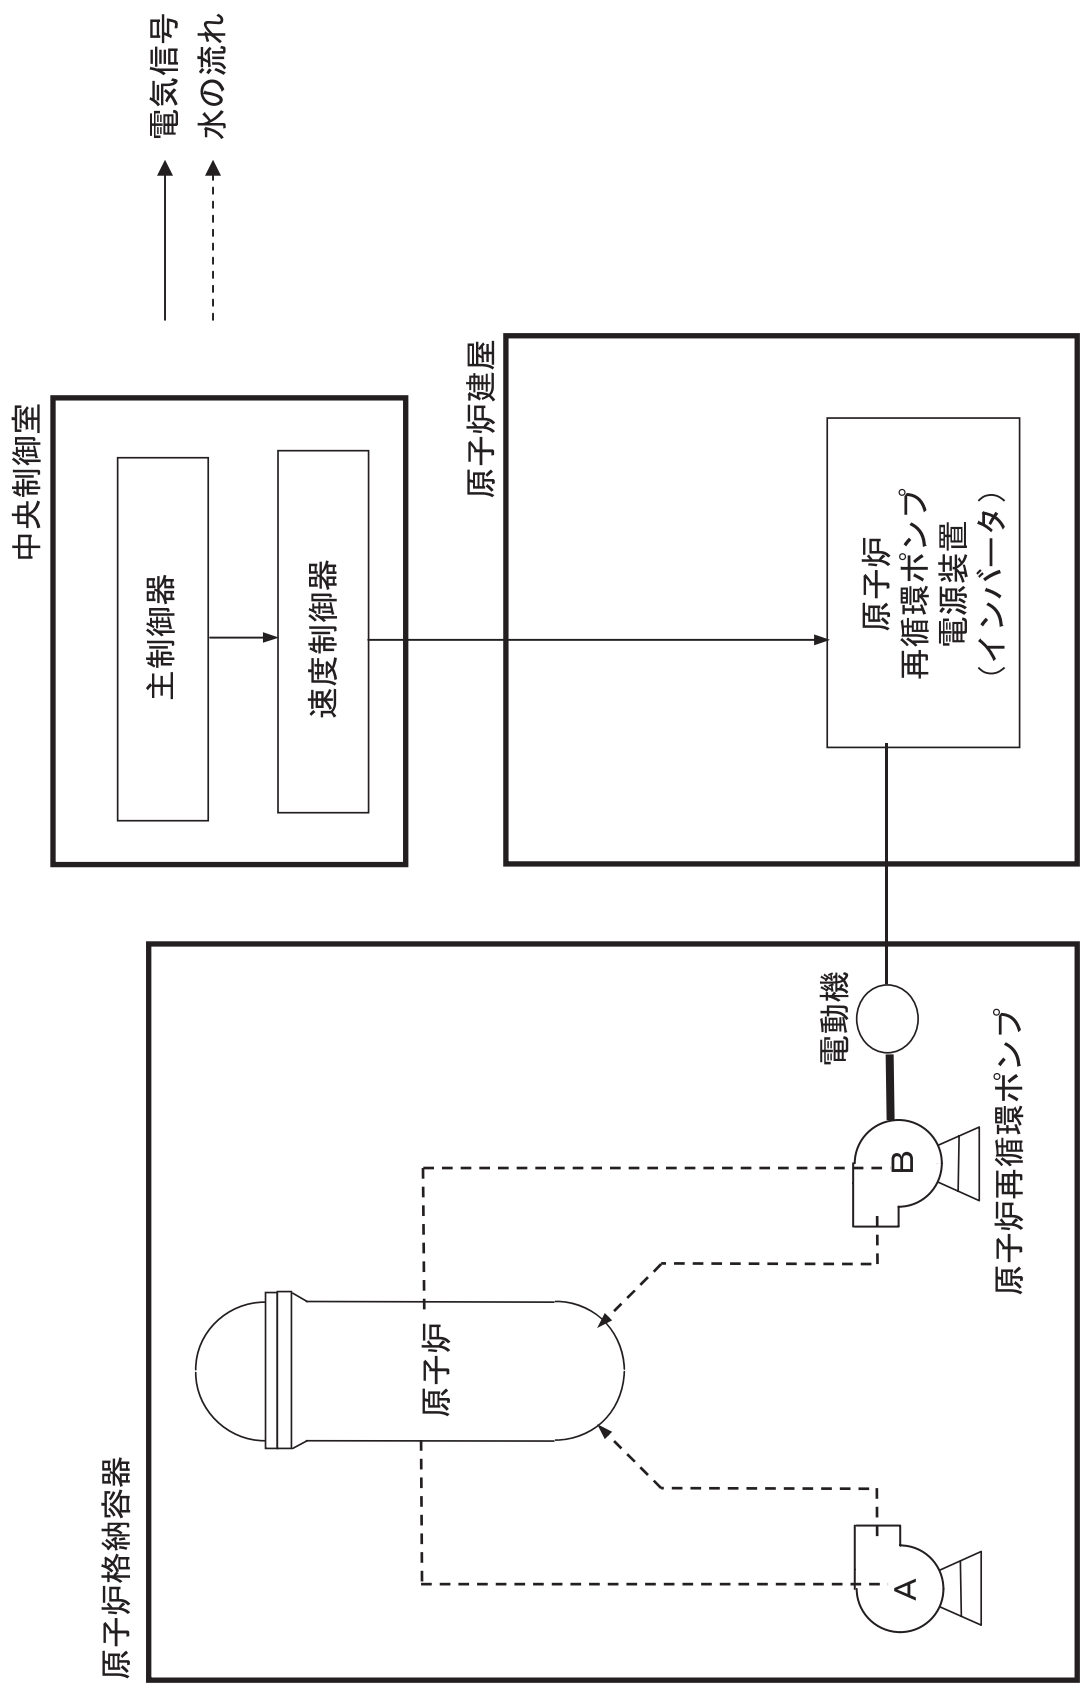 原子炉格納容器
原子炉
A
B
電動機
原子炉再循環ポンプ
中央制御室
主制御器
速度制御器
原子炉建屋
原子炉
再循環ポンプ
電源装置
(インバータ)
電気信号
水の流れ